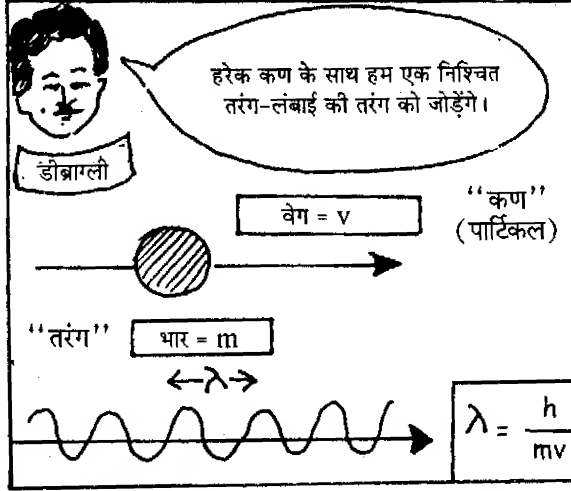 हरेक कण के साथ हम एक निश्चित
तरंग-लंबाई की तरंग को जोड़ेंगे।
डीब्राग्ली
वेग = v
“कण”
(पार्टिकल)
“तरंग”
भार = m
←λ→
λ = h / mv